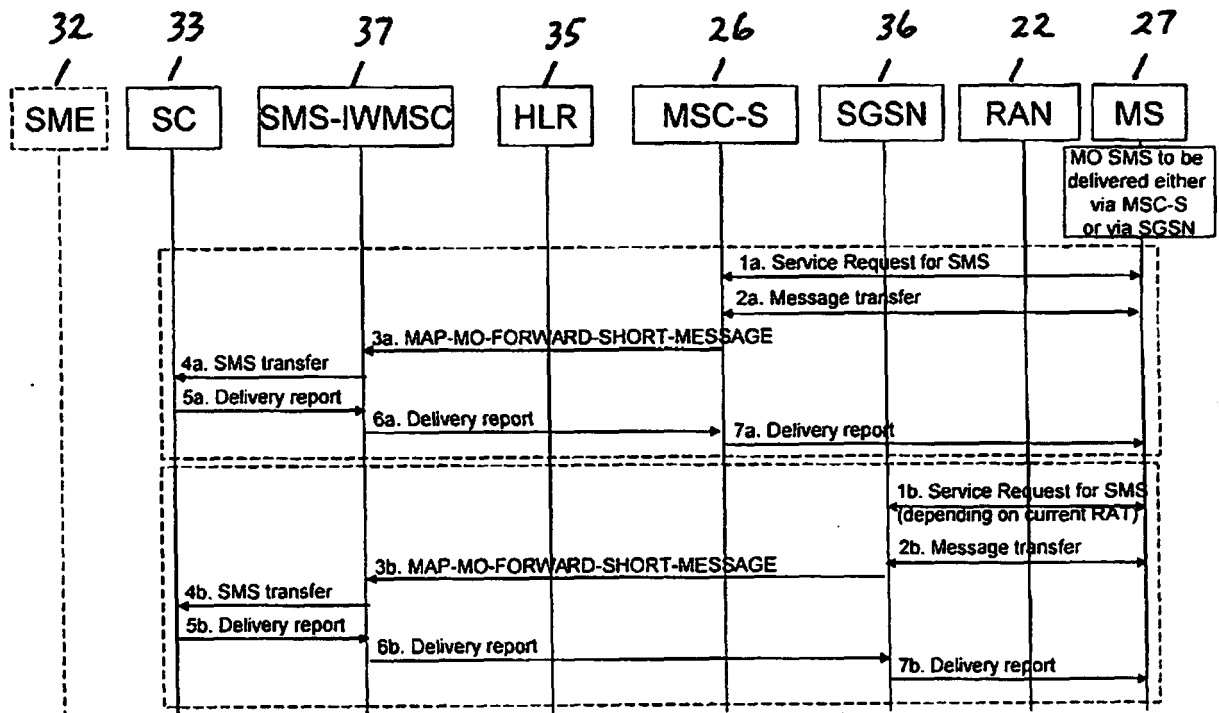 32 33 37 35 26 36 22 27
SME SC SMS-IWMSC HLR MSC-S SGSN RAN MS
MO SMS to be
delivered either
via MSC-S
or via SGSN
1a. Service Request for SMS
2a. Message transfer
3a. MAP-MO-FORWARD-SHORT-MESSAGE
4a. SMS transfer
5a. Delivery report
6a. Delivery report
7a. Delivery report
1b. Service Request for SMS
(depending on current RAT)
2b. Message transfer
3b. MAP-MO-FORWARD-SHORT-MESSAGE
4b. SMS transfer
5b. Delivery report
6b. Delivery report
7b. Delivery report